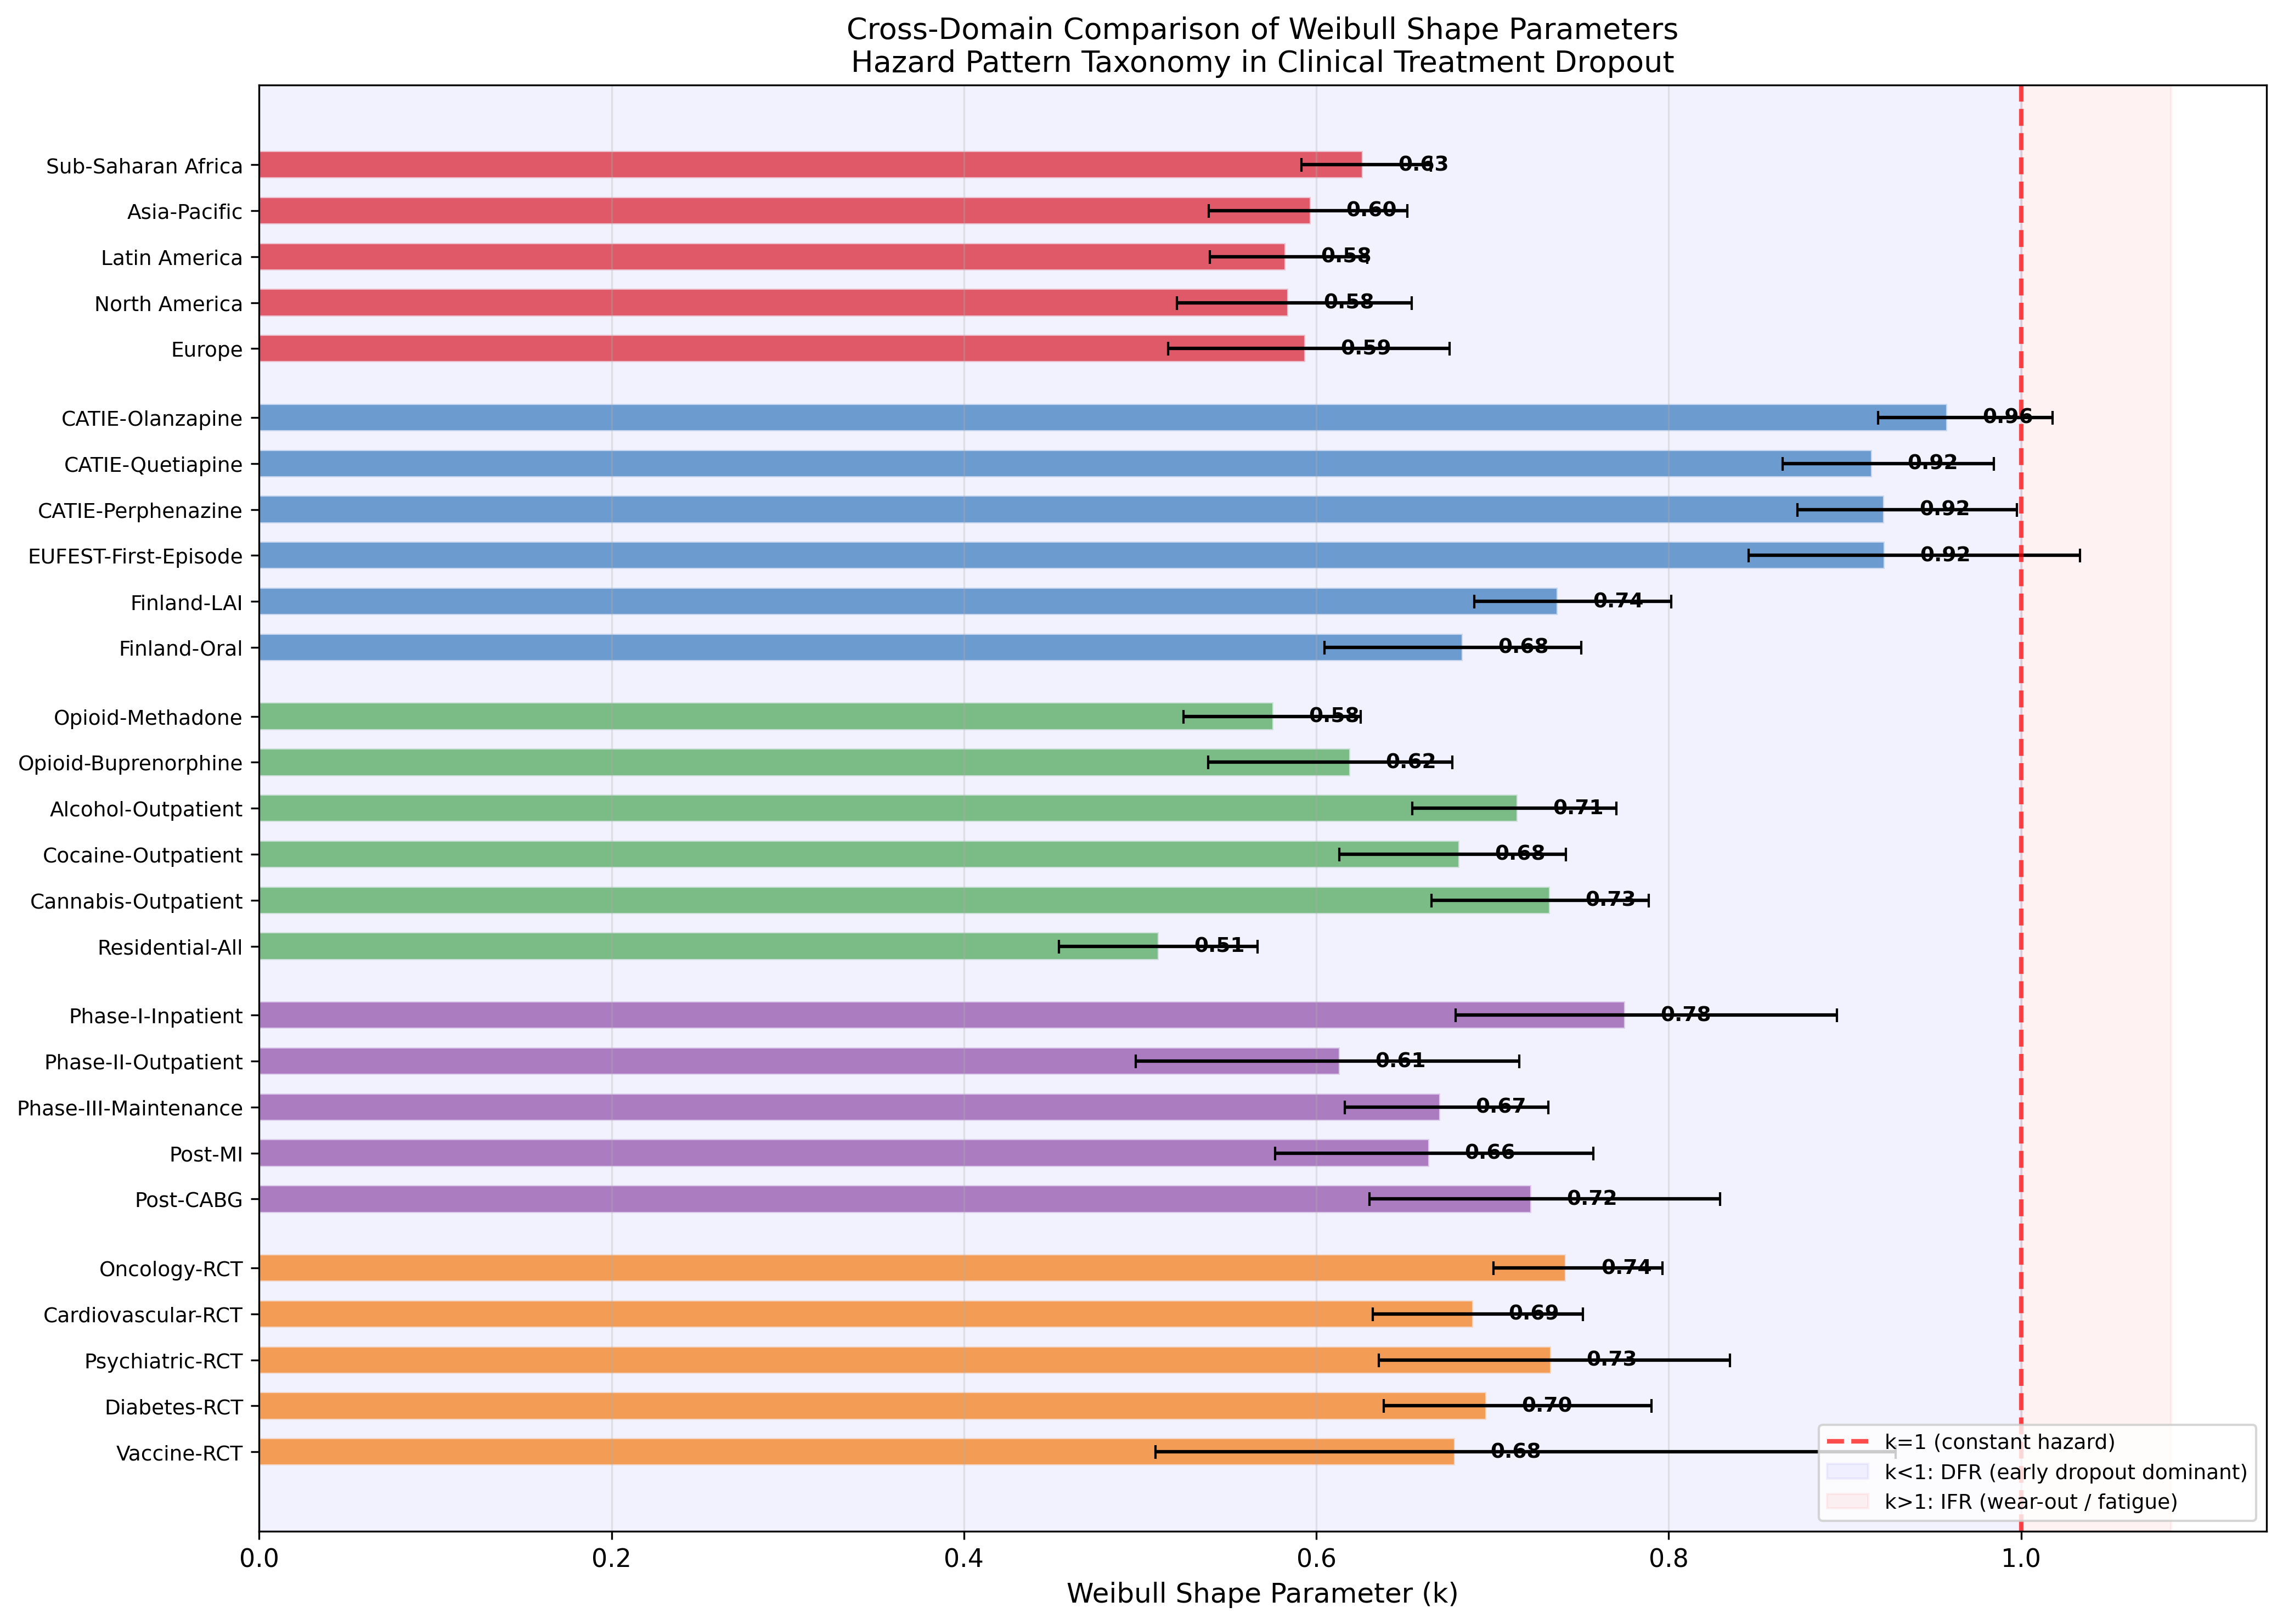 Cross-Domain Comparison of Weibull Shape Parameters
Hazard Pattern Taxonomy in Clinical Treatment Dropout
Sub-Saharan Africa 0.63
Asia-Pacific 0.60
Latin America 0.58
North America 0.58
Europe 0.59
CATIE-Olanzapine 0.96
CATIE-Quetiapine 0.92
CATIE-Perphenazine 0.92
EUFEST-First-Episode 0.92
Finland-LAI 0.74
Finland-Oral 0.68
Opioid-Methadone 0.58
Opioid-Buprenorphine 0.62
Alcohol-Outpatient 0.71
Cocaine-Outpatient 0.68
Cannabis-Outpatient 0.73
Residential-All 0.51
Phase-I-Inpatient 0.78
Phase-II-Outpatient 0.61
Phase-III-Maintenance 0.67
Post-MI 0.66
Post-CABG 0.72
Oncology-RCT 0.74
Cardiovascular-RCT 0.69
Psychiatric-RCT 0.73
Diabetes-RCT 0.70
Vaccine-RCT 0.68
k=1 (constant hazard)
k<1: DFR (early dropout dominant)
k>1: IFR (wear-out / fatigue)
0.0 0.2 0.4 0.6 0.8 1.0
Weibull Shape Parameter (k)